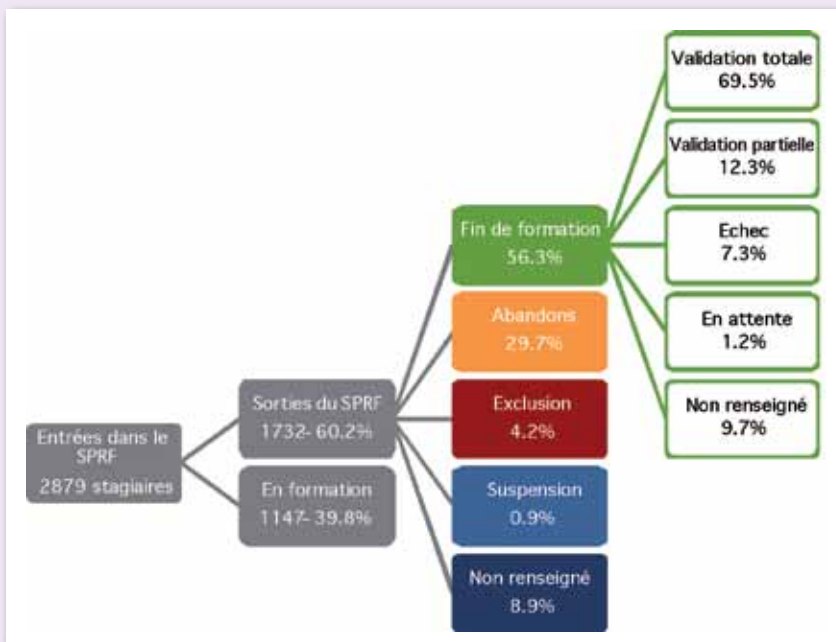 Entrées dans le
SPRF
2879 stagiaires
Sorties du SPRF
1732- 60.2%
En formation
1147- 39.8%
Fin de formation
56.3%
Abandons
29.7%
Exclusion
4.2%
Suspension
0.9%
Non renseigné
8.9%
Validation totale
69.5%
Validation partielle
12.3%
Echec
7.3%
En attente
1.2%
Non renseigné
9.7%